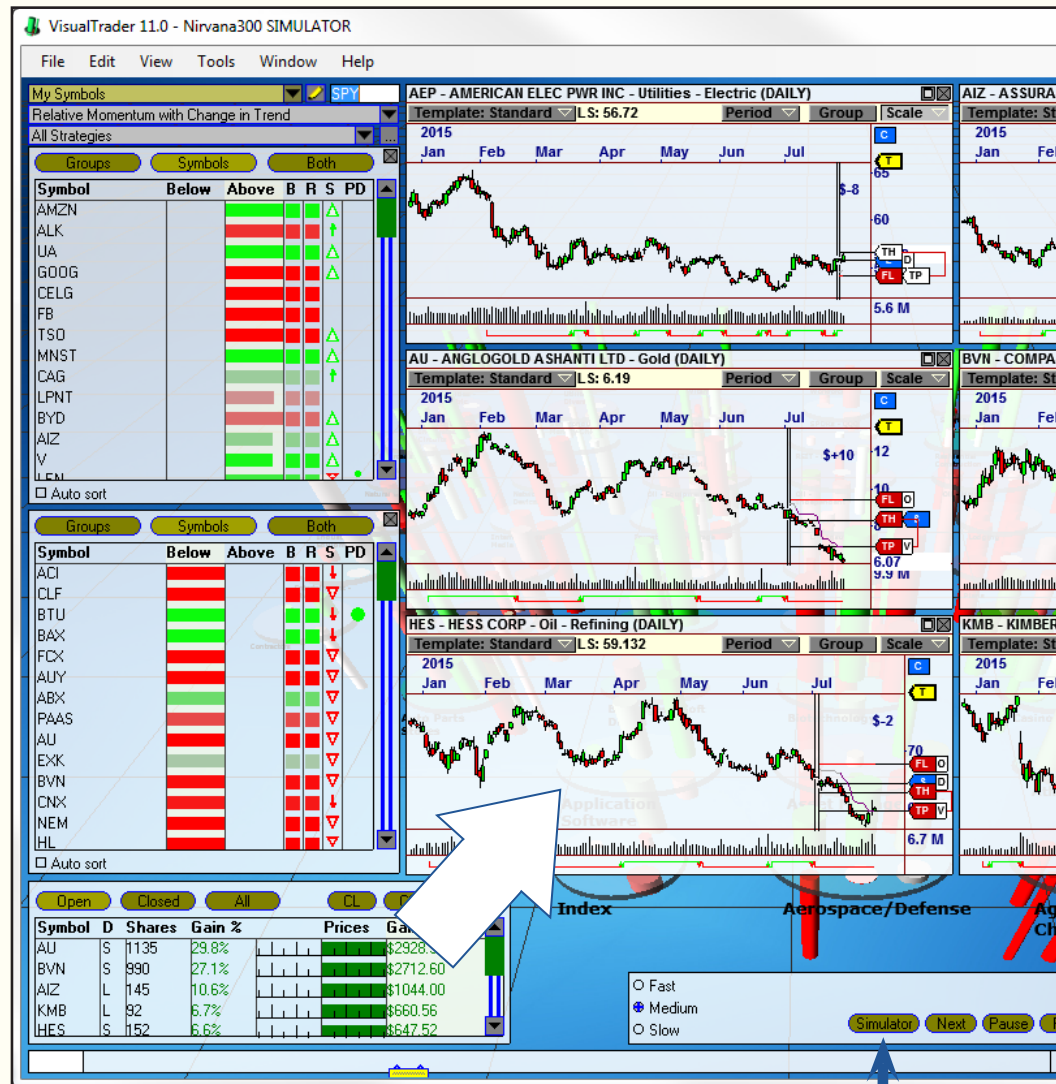 VisualTrader 11.0 - Nirvana300 SIMULATOR
File Edit View Tools Window Help
My Symbols SPY
Relative Momentum with Change in Trend
All Strategies ...
Groups Symbols Both
Symbol Below Above B R S PD
AMZN
ALK
UA
GOOG
CELG
FB
TSO
MNST
CAG
LPNT
BYD
AIZ
V
LEN
Auto sort
Groups Symbols Both
Symbol Below Above B R S PD
ACI
CLF
BTU
BAX
FCX
AUY
ABX
PAAS
AU
EXK
BVN
CNX
NEM
HL
Auto sort
Open Closed All CL
Symbol D Shares Gain % Prices
AU S 1135 29.8% $2928
BVN S 990 27.1% $2712.60
AIZ L 145 10.6% $1044.00
KMB L 92 6.7% $660.56
HES S 152 6.6% $647.52
AEP - AMERICAN ELEC PWR INC - Utilities - Electric (DAILY)
Template: Standard LS: 56.72 Period Group Scale
2015 C
Jan Feb Mar Apr May Jun Jul
T
65
$-8
60
TH
D
FL TP
5.6 M
AU - ANGLOGOLD ASHANTI LTD - Gold (DAILY)
Template: Standard LS: 6.19 Period Group Scale
2015 C
Jan Feb Mar Apr May Jun Jul
T
$+10 12
10
FL O
TH S
8
TP V
6.07
9.9 M
HES - HESS CORP - Oil - Refining (DAILY)
Template: Standard LS: 59.132 Period Group Scale
2015 C
Jan Feb Mar Apr May Jun Jul
T
$-2
70
FL O
S D
TH
TP V
6.7 M
AIZ - ASSURA
Template: St
2015
Jan Fe
BVN - COMPA
Template: St
2015
Jan Fe
KMB - KIMBER
Template: St
2015
Jan Fe
Application
Software
Index
Aerospace/Defense
Ag
Ch
Fast
Medium
Slow
Simulator Next Pause